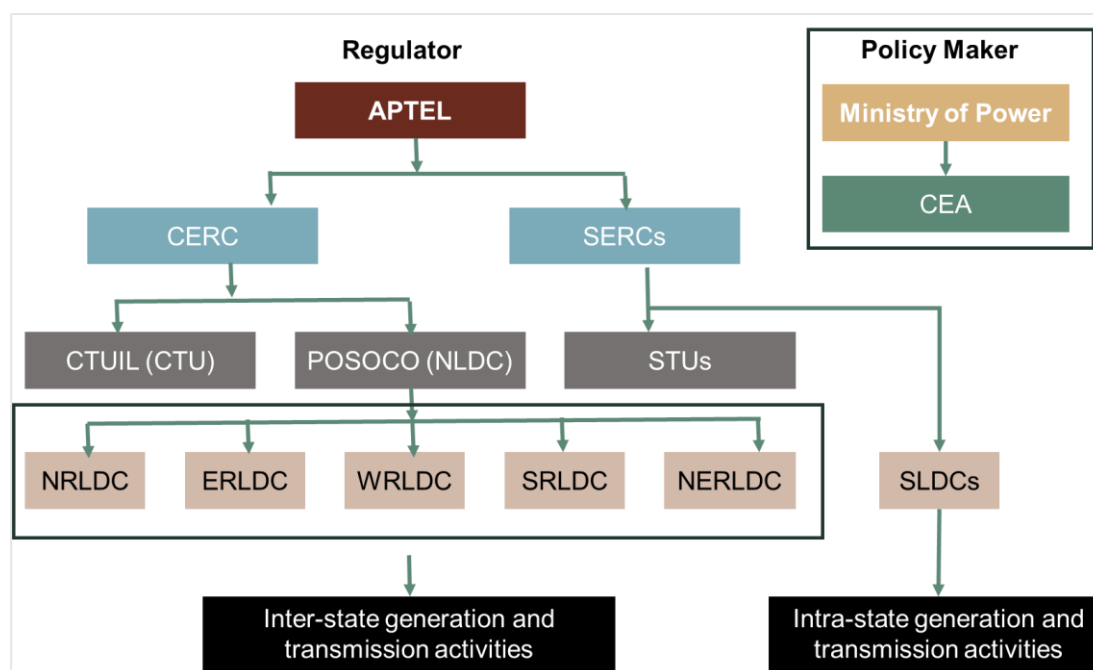 Regulator
Policy Maker
APTEL
Ministry of Power
CEA
CERC
SERCs
CTUIL (CTU)
POSOCO (NLDC)
STUs
NRLDC
ERLDC
WRLDC
SRLDC
NERLDC
SLDCs
Inter-state generation and
transmission activities
Intra-state generation and
transmission activities